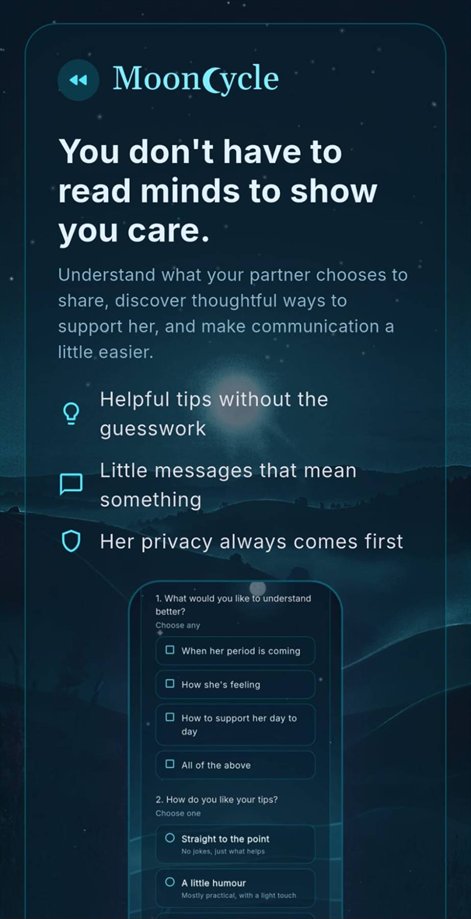 MoonCycle
You don't have to
read minds to show
you care.
Understand what your partner chooses to
share, discover thoughtful ways to
support her, and make communication a
little easier.
Helpful tips without the
guesswork
Little messages that mean
something
Her privacy always comes first
1. What would you like to understand
better?
Choose any
When her period is coming
How she's feeling
How to support her day to
day
All of the above
2. How do you like your tips?
Choose one
Straight to the point
No jokes, just what helps
A little humour
Mostly practical, with a light touch